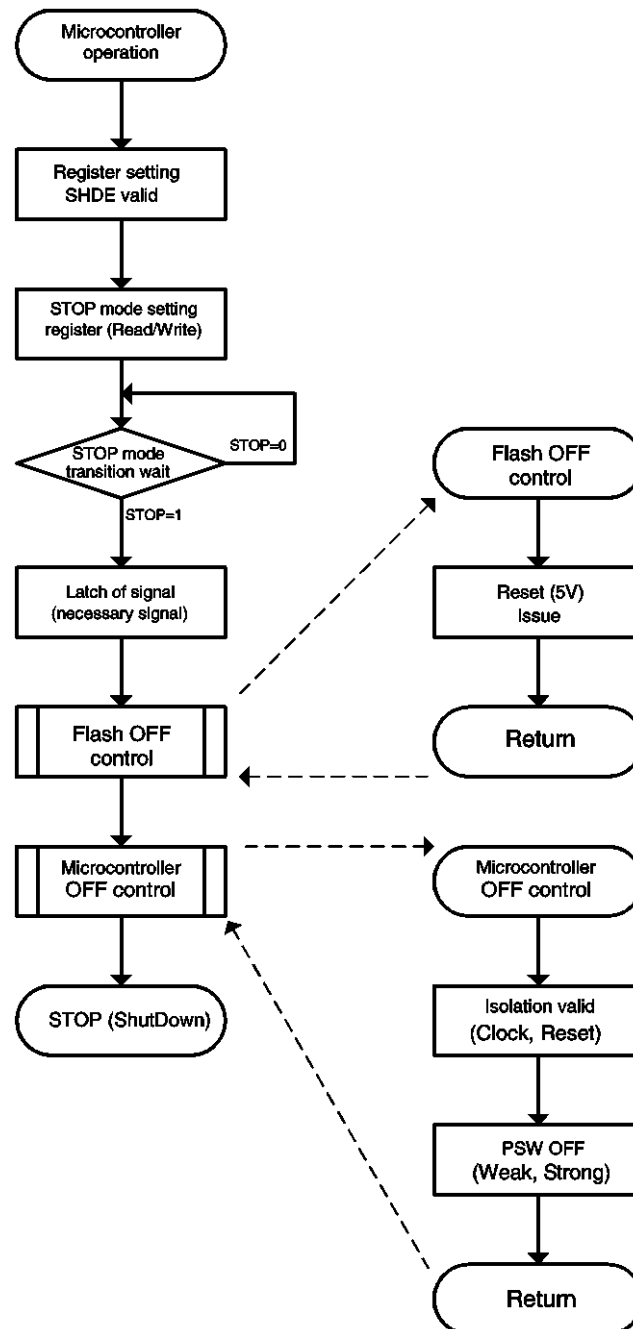 Microcontroller
operation
Register setting
SHDE valid
STOP mode setting
register (Read/Write)
STOP mode
transition wait
STOP=0
STOP=1
Latch of signal
(necessary signal)
Flash OFF
control
Microcontroller
OFF control
STOP (ShutDown)
Flash OFF
control
Reset (5V)
Issue
Return
Microcontroller
OFF control
Isolation valid
(Clock, Reset)
PSW OFF
(Weak, Strong)
Return